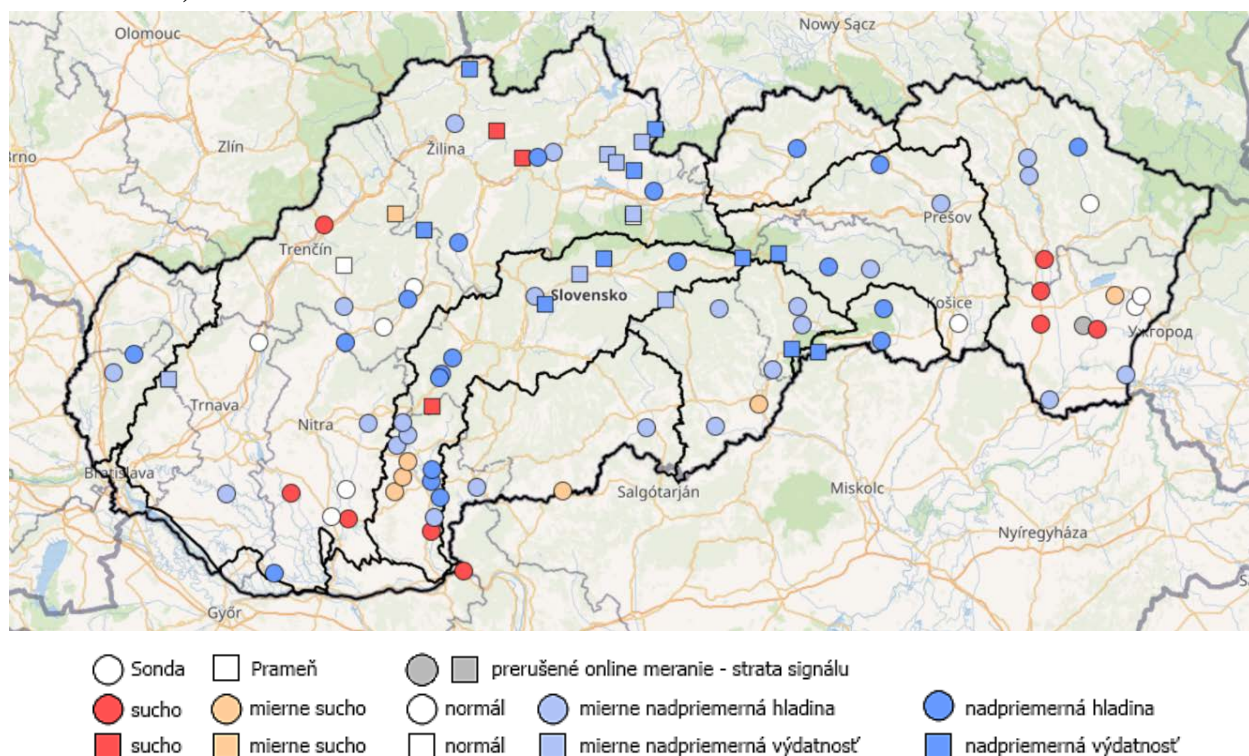 Olomouc
Nowy Sącz
Zlín
Žilina
Brno
Trenčín
Prešov
Slovensko
Košice
Ужгород
Trnava
Nitra
Bratislava
Salgótarján
Miskolc
Nyíregyháza
Győr
Sonda Prameň prerušené online meranie - strata signálu
sucho mierne sucho normál mierne nadpriemerná hladina nadpriemerná hladina
sucho mierne sucho normál mierne nadpriemerná výdatnosť nadpriemerná výdatnosť